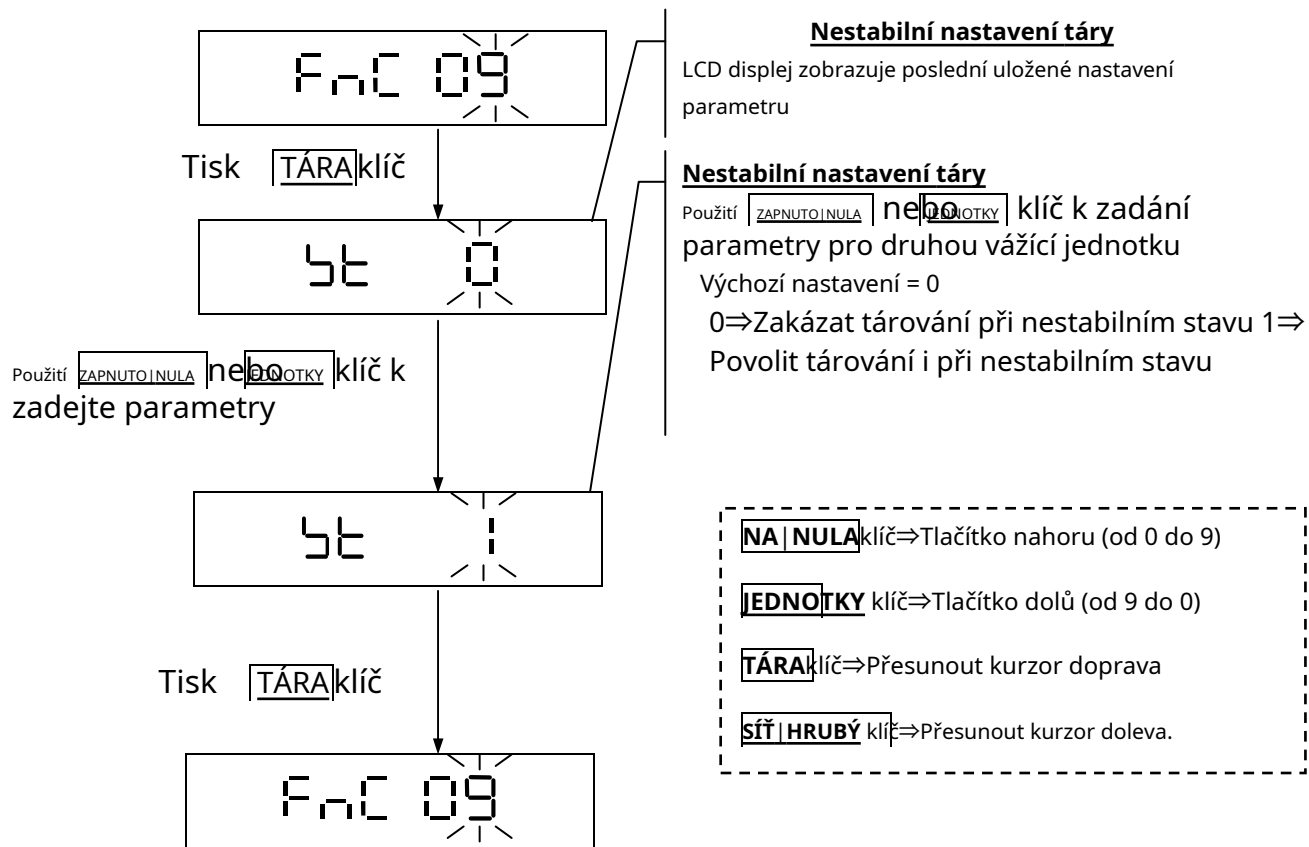 FnC 09
Tisk TÁRA klíč
St 0
Použití ZAPNUTO|NULA nebo JEDNOTKY klíč k
zadejte parametry
St 1
Tisk TÁRA klíč
FnC 09
Nestabilní nastavení táry
LCD displej zobrazuje poslední uložené nastavení
parametru
Nestabilní nastavení táry
Použití ZAPNUTO|NULA nebo JEDNOTKY klíč k zadání
parametry pro druhou vážící jednotku
Výchozí nastavení = 0
0⇒Zakázat tárování při nestabilním stavu 1⇒
Povolit tárování i při nestabilním stavu
NA|NULA klíč⇒Tlačítko nahoru (od 0 do 9)
JEDNOTKY klíč⇒Tlačítko dolů (od 9 do 0)
TÁRA klíč⇒Přesunout kurzor doprava
SÍŤ|HRUBÝ klíč⇒Přesunout kurzor doleva.